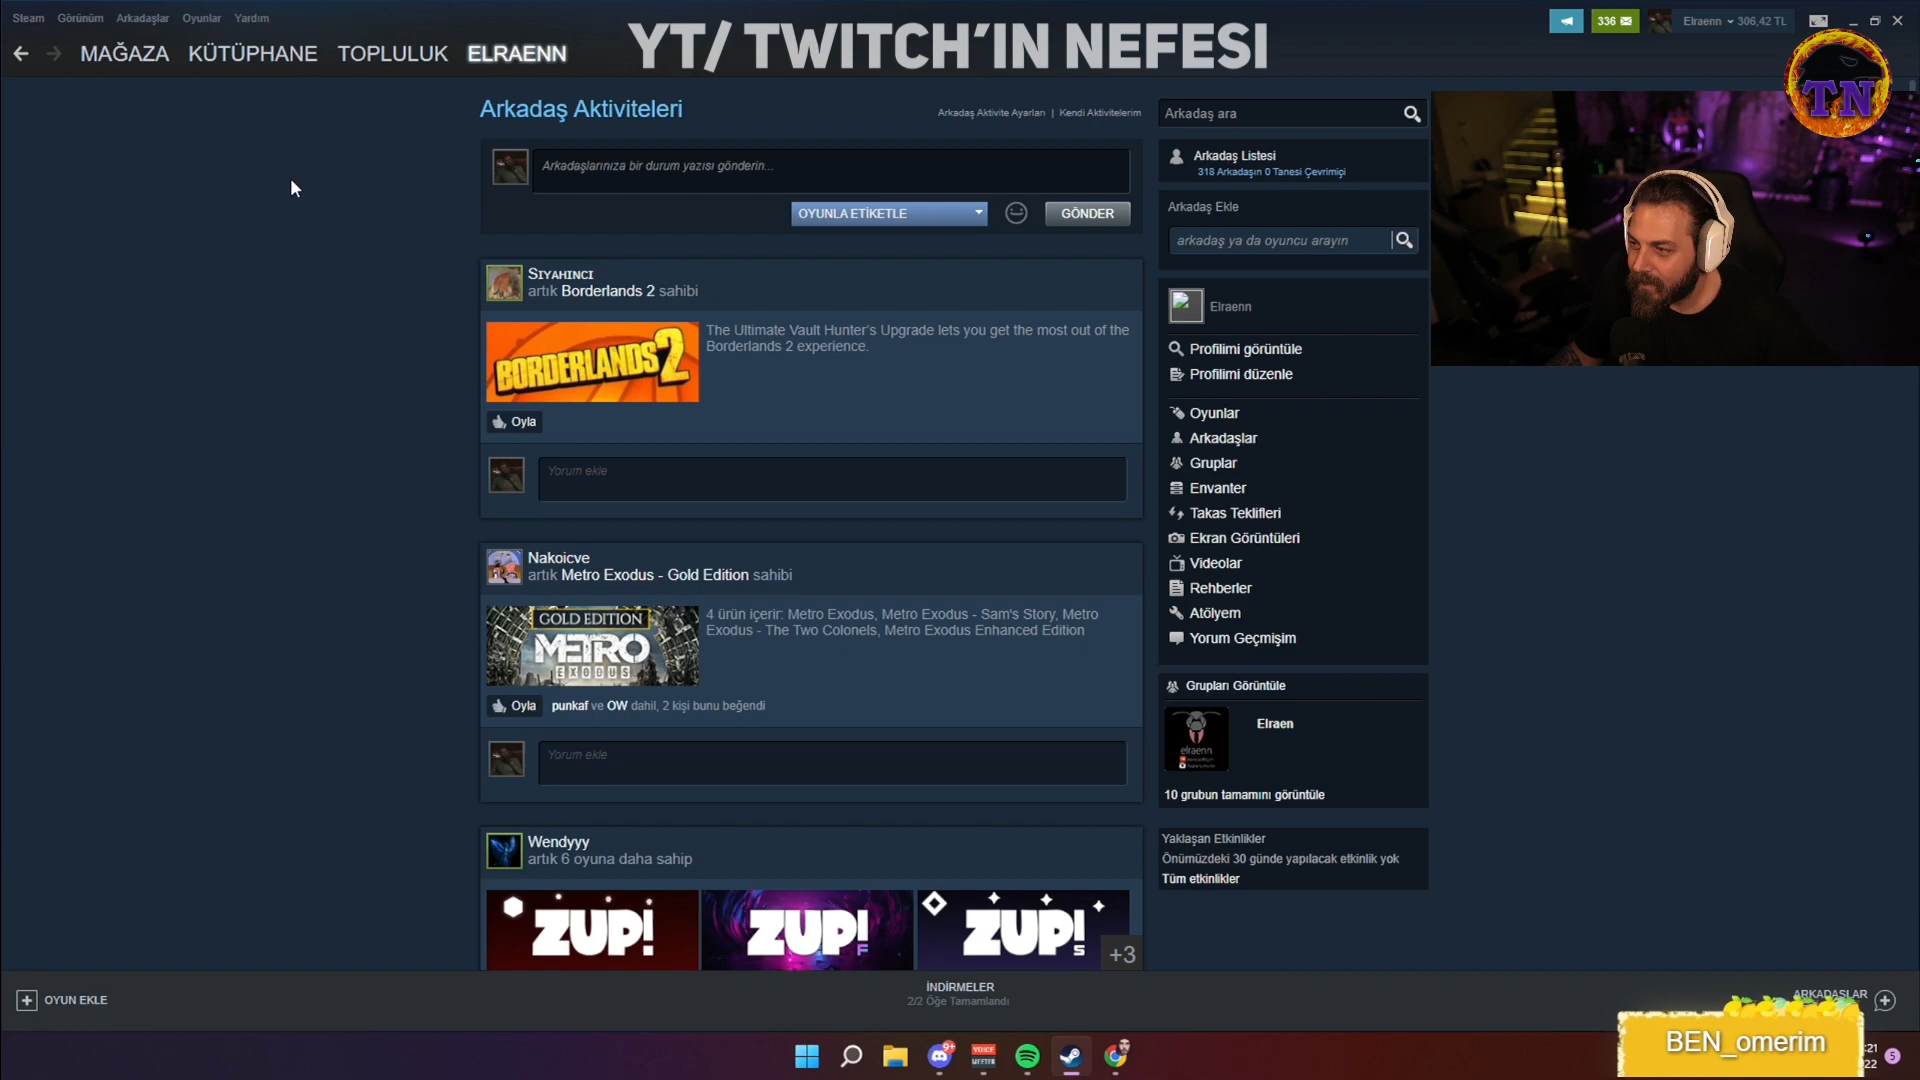 Steam Görünüm Arkadaşlar Oyunlar Yardım
YT/ TWITCH'IN NEFESI
336
Elraenn 306,42 TL
MAĞAZA KÜTÜPHANE TOPLULUK ELRAENN
TN
Arkadaş Aktiviteleri
Arkadaş Aktivite Ayarları | Kendi Aktivitelerim
Arkadaşlarınıza bir durum yazısı gönderin...
OYUNLA ETİKETLE
GÖNDER
SIYAHINCI
artık Borderlands 2 sahibi
BORDERLANDS 2
The Ultimate Vault Hunter's Upgrade lets you get the most out of the
Borderlands 2 experience.
Oyla
Yorum ekle
Nakoicve
artık Metro Exodus - Gold Edition sahibi
GOLD EDITION
METRO
EXODUS
4 ürün içerir: Metro Exodus, Metro Exodus - Sam's Story, Metro
Exodus - The Two Colonels, Metro Exodus Enhanced Edition
Oyla
punkaf ve OW dahil, 2 kişi bunu beğendi
Yorum ekle
Wendyyy
artık 6 oyuna daha sahip
ZUP!
ZUP! F
ZUP! S
+3
Arkadaş ara
Arkadaş Listesi
318 Arkadaşın 0 Tanesi Çevrimiçi
Arkadaş Ekle
arkadaş ya da oyuncu arayın
Elraenn
Profilimi görüntüle
Profilimi düzenle
Oyunlar
Arkadaşlar
Gruplar
Envanter
Takas Teklifleri
Ekran Görüntüleri
Videolar
Rehberler
Atölyem
Yorum Geçmişim
Grupları Görüntüle
elraenn
Elraen
10 grubun tamamını görüntüle
Yaklaşan Etkinlikler
Önümüzdeki 30 günde yapılacak etkinlik yok
Tüm etkinlikler
OYUN EKLE
İNDİRMELER
2/2 Öğe Tamamlandı
ARKADAŞLAR
BEN_omerim
9+
VOICE
MEETER
:21
22
5